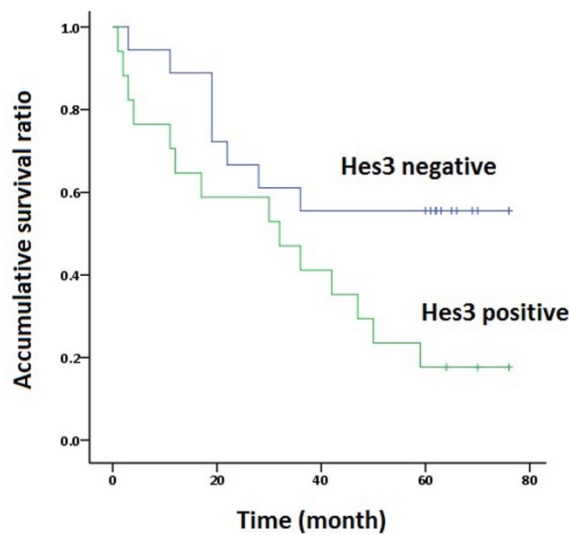 Accumulative survival ratio
1.0
0.8
0.6
0.4
0.2
0.0
Hes3 negative
Hes3 positive
0 20 40 60 80
Time (month)